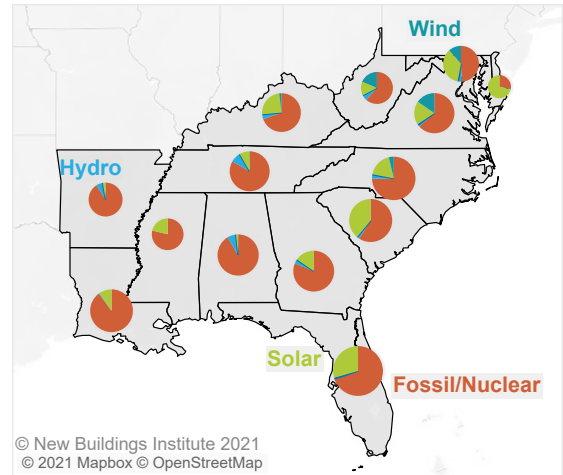 Wind
Hydro
Solar
Fossil/Nuclear
© New Buildings Institute 2021
© 2021 Mapbox © OpenStreetMap